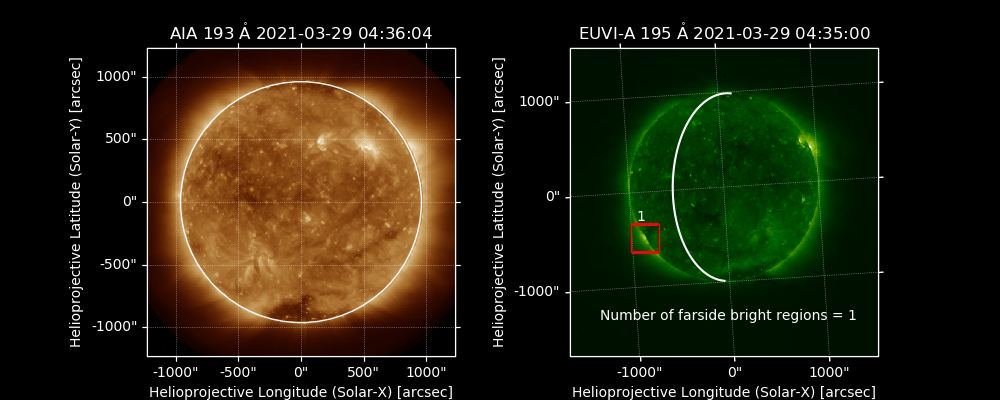 AIA 193 Å 2021-03-29 04:36:04
Helioprojective Latitude (Solar-Y) [arcsec]
1000"
500"
0"
-500"
-1000"
-1000"
-500"
0"
500"
1000"
Helioprojective Longitude (Solar-X) [arcsec]
EUVI-A 195 Å 2021-03-29 04:35:00
Helioprojective Latitude (Solar-Y) [arcsec]
1000"
0"
-1000"
1
Number of farside bright regions = 1
-1000"
0"
1000"
Helioprojective Longitude (Solar-X) [arcsec]